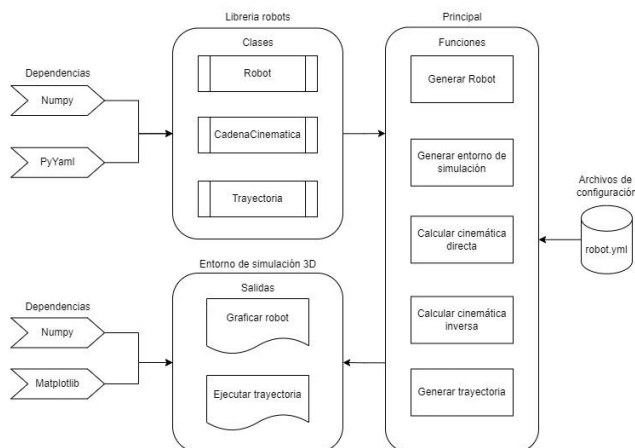 Libreria robots
Principal
Clases
Funciones
Dependencias
Robot
Generar Robot
Numpy
CadenaCinematica
PyYaml
Generar entorno de
simulación
Archivos de
configuración
Trayectoria
Calcular cinemática
directa
robot.yml
Entorno de simulación 3D
Salidas
Dependencias
Graficar robot
Numpy
Calcular cinemática
inversa
Matplotlib
Ejecutar trayectoria
Generar trayectoria